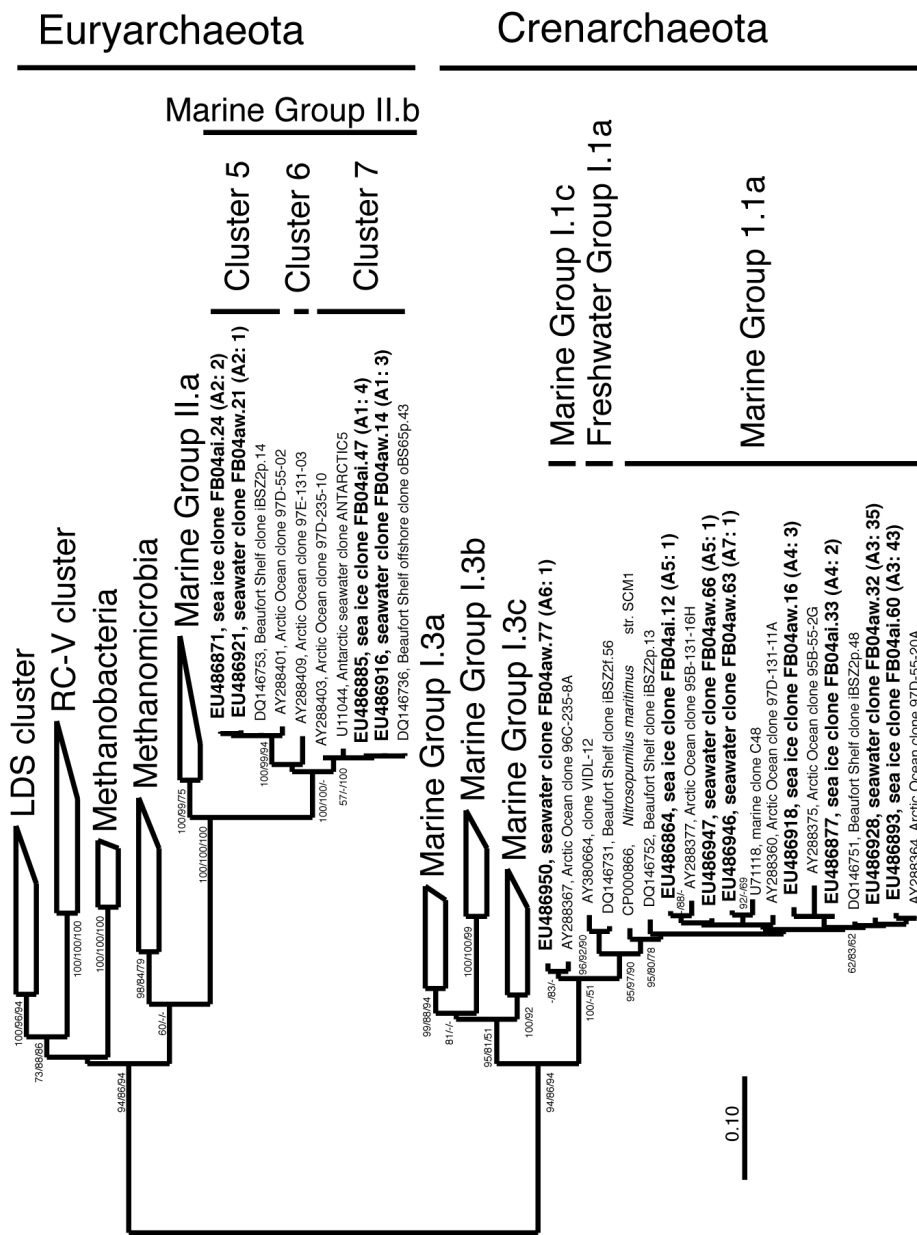 Euryarchaeota
Crenarchaeota
Marine Group II.b
Cluster 5
Cluster 6
Cluster 7
Marine Group I.1c
Freshwater Group I.1a
Marine Group 1.1a
LDS cluster
RC-V cluster
Methanobacteria
Methanomicrobia
Marine Group II.a
EU486871, sea ice clone FB04ai.24 (A2: 2)
EU486921, seawater clone FB04aw.21 (A2: 1)
DQ146753, Beaufort Shelf clone iBSZ2p.14
AY288401, Arctic Ocean clone 97D-55-02
AY288409, Arctic Ocean clone 97E-131-03
AY288403, Arctic Ocean clone 97D-235-10
U11044, Antarctic seawater clone ANTARCTIC5
EU486885, sea ice clone FB04ai.47 (A1: 4)
EU486916, seawater clone FB04aw.14 (A1: 3)
DQ146736, Beaufort Shelf offshore clone oBS65p.43
Marine Group I.3a
Marine Group I.3b
Marine Group I.3c
EU486950, seawater clone FB04aw.77 (A6: 1)
AY288367, Arctic Ocean clone 96C-235-8A
AY380664, clone VIDL-12
DQ146731, Beaufort Shelf clone iBSZ2f.56
CP000866, Nitrosopumilus maritimus str. SCM1
DQ146752, Beaufort Shelf clone iBSZ2p.13
EU486864, sea ice clone FB04ai.12 (A5: 1)
AY288377, Arctic Ocean clone 95B-131-16H
EU486947, seawater clone FB04aw.66 (A5: 1)
EU486946, seawater clone FB04aw.63 (A7: 1)
U71118, marine clone C48
AY288360, Arctic Ocean clone 97D-131-111A
EU486918, sea ice clone FB04aw.16 (A4: 3)
AY288375, Arctic Ocean clone 95B-55-2G
EU486877, sea ice clone FB04ai.33 (A4: 2)
DQ146751, Beaufort Shelf clone iBSZ2p.48
EU486928, seawater clone FB04aw.32 (A3: 35)
EU486893, sea ice clone FB04ai.60 (A3: 43)
AY288364, Arctic Ocean clone 97D-55-20A
100/96/94
73/88/86
100/100/100
100/100/100
94/86/94
98/84/79
60/-/-
100/99/75
100/100/100
100/99/94
100/100/-
57/-/100
99/88/94
81/-/-
100/100/99
95/81/51
100/92
94/86/94
-/83/-
96/92/90
100/-/51
95/97/90
95/80/78
-/88/-
92/-/69
62/83/62
0.10